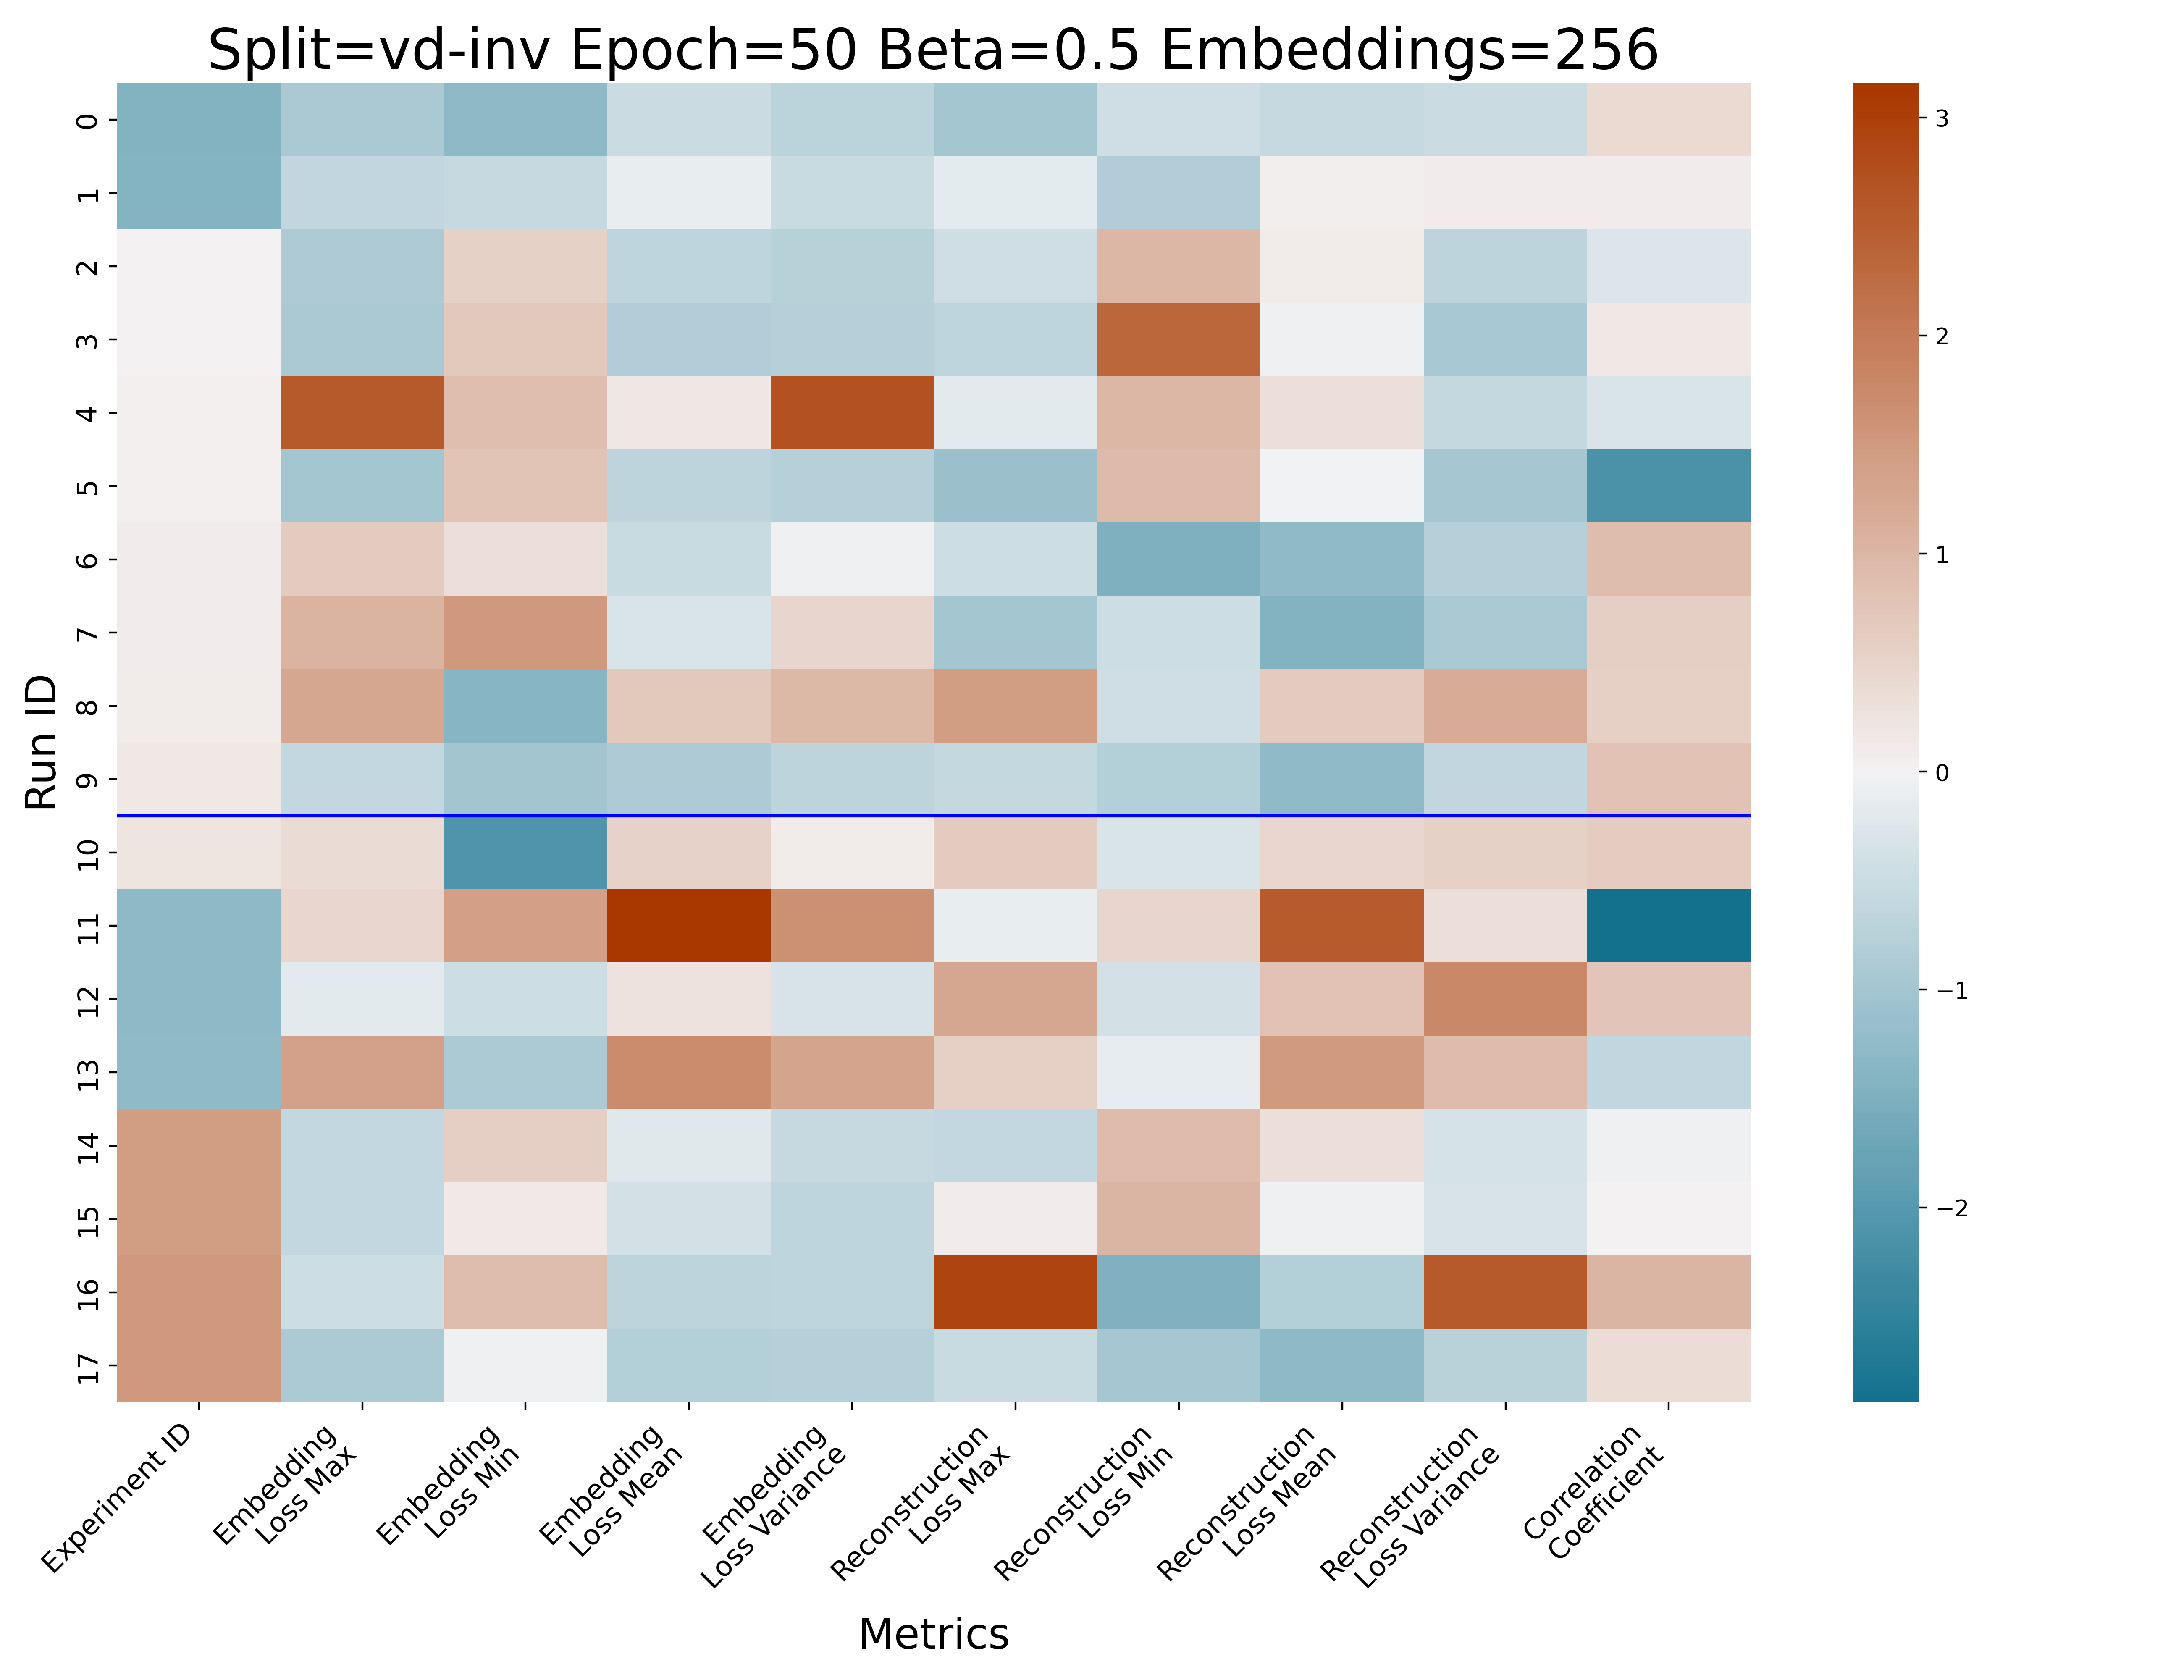 Split=vd-inv Epoch=50 Beta=0.5 Embeddings=256
Run ID
0
1
2
3
4
5
6
7
8
9
10
11
12
13
14
15
16
17
Experiment ID
Embedding
Loss Max
Embedding
Loss Min
Embedding
Loss Mean
Embedding
Loss Variance
Reconstruction
Loss Max
Reconstruction
Loss Min
Reconstruction
Loss Mean
Reconstruction
Loss Variance
Correlation
Coefficient
Metrics
3
2
1
0
−1
−2